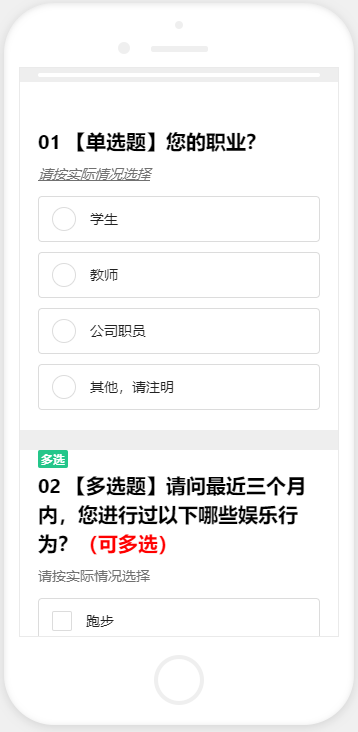 01 【单选题】您的职业？
请按实际情况选择
学生
教师
公司职员
其他，请注明
多选
02 【多选题】请问最近三个月
内，您进行过以下哪些娱乐行
为？（可多选）
请按实际情况选择
跑步